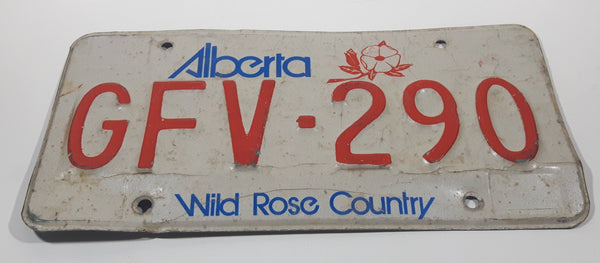 Alberta
GFV-290
Wild Rose Country